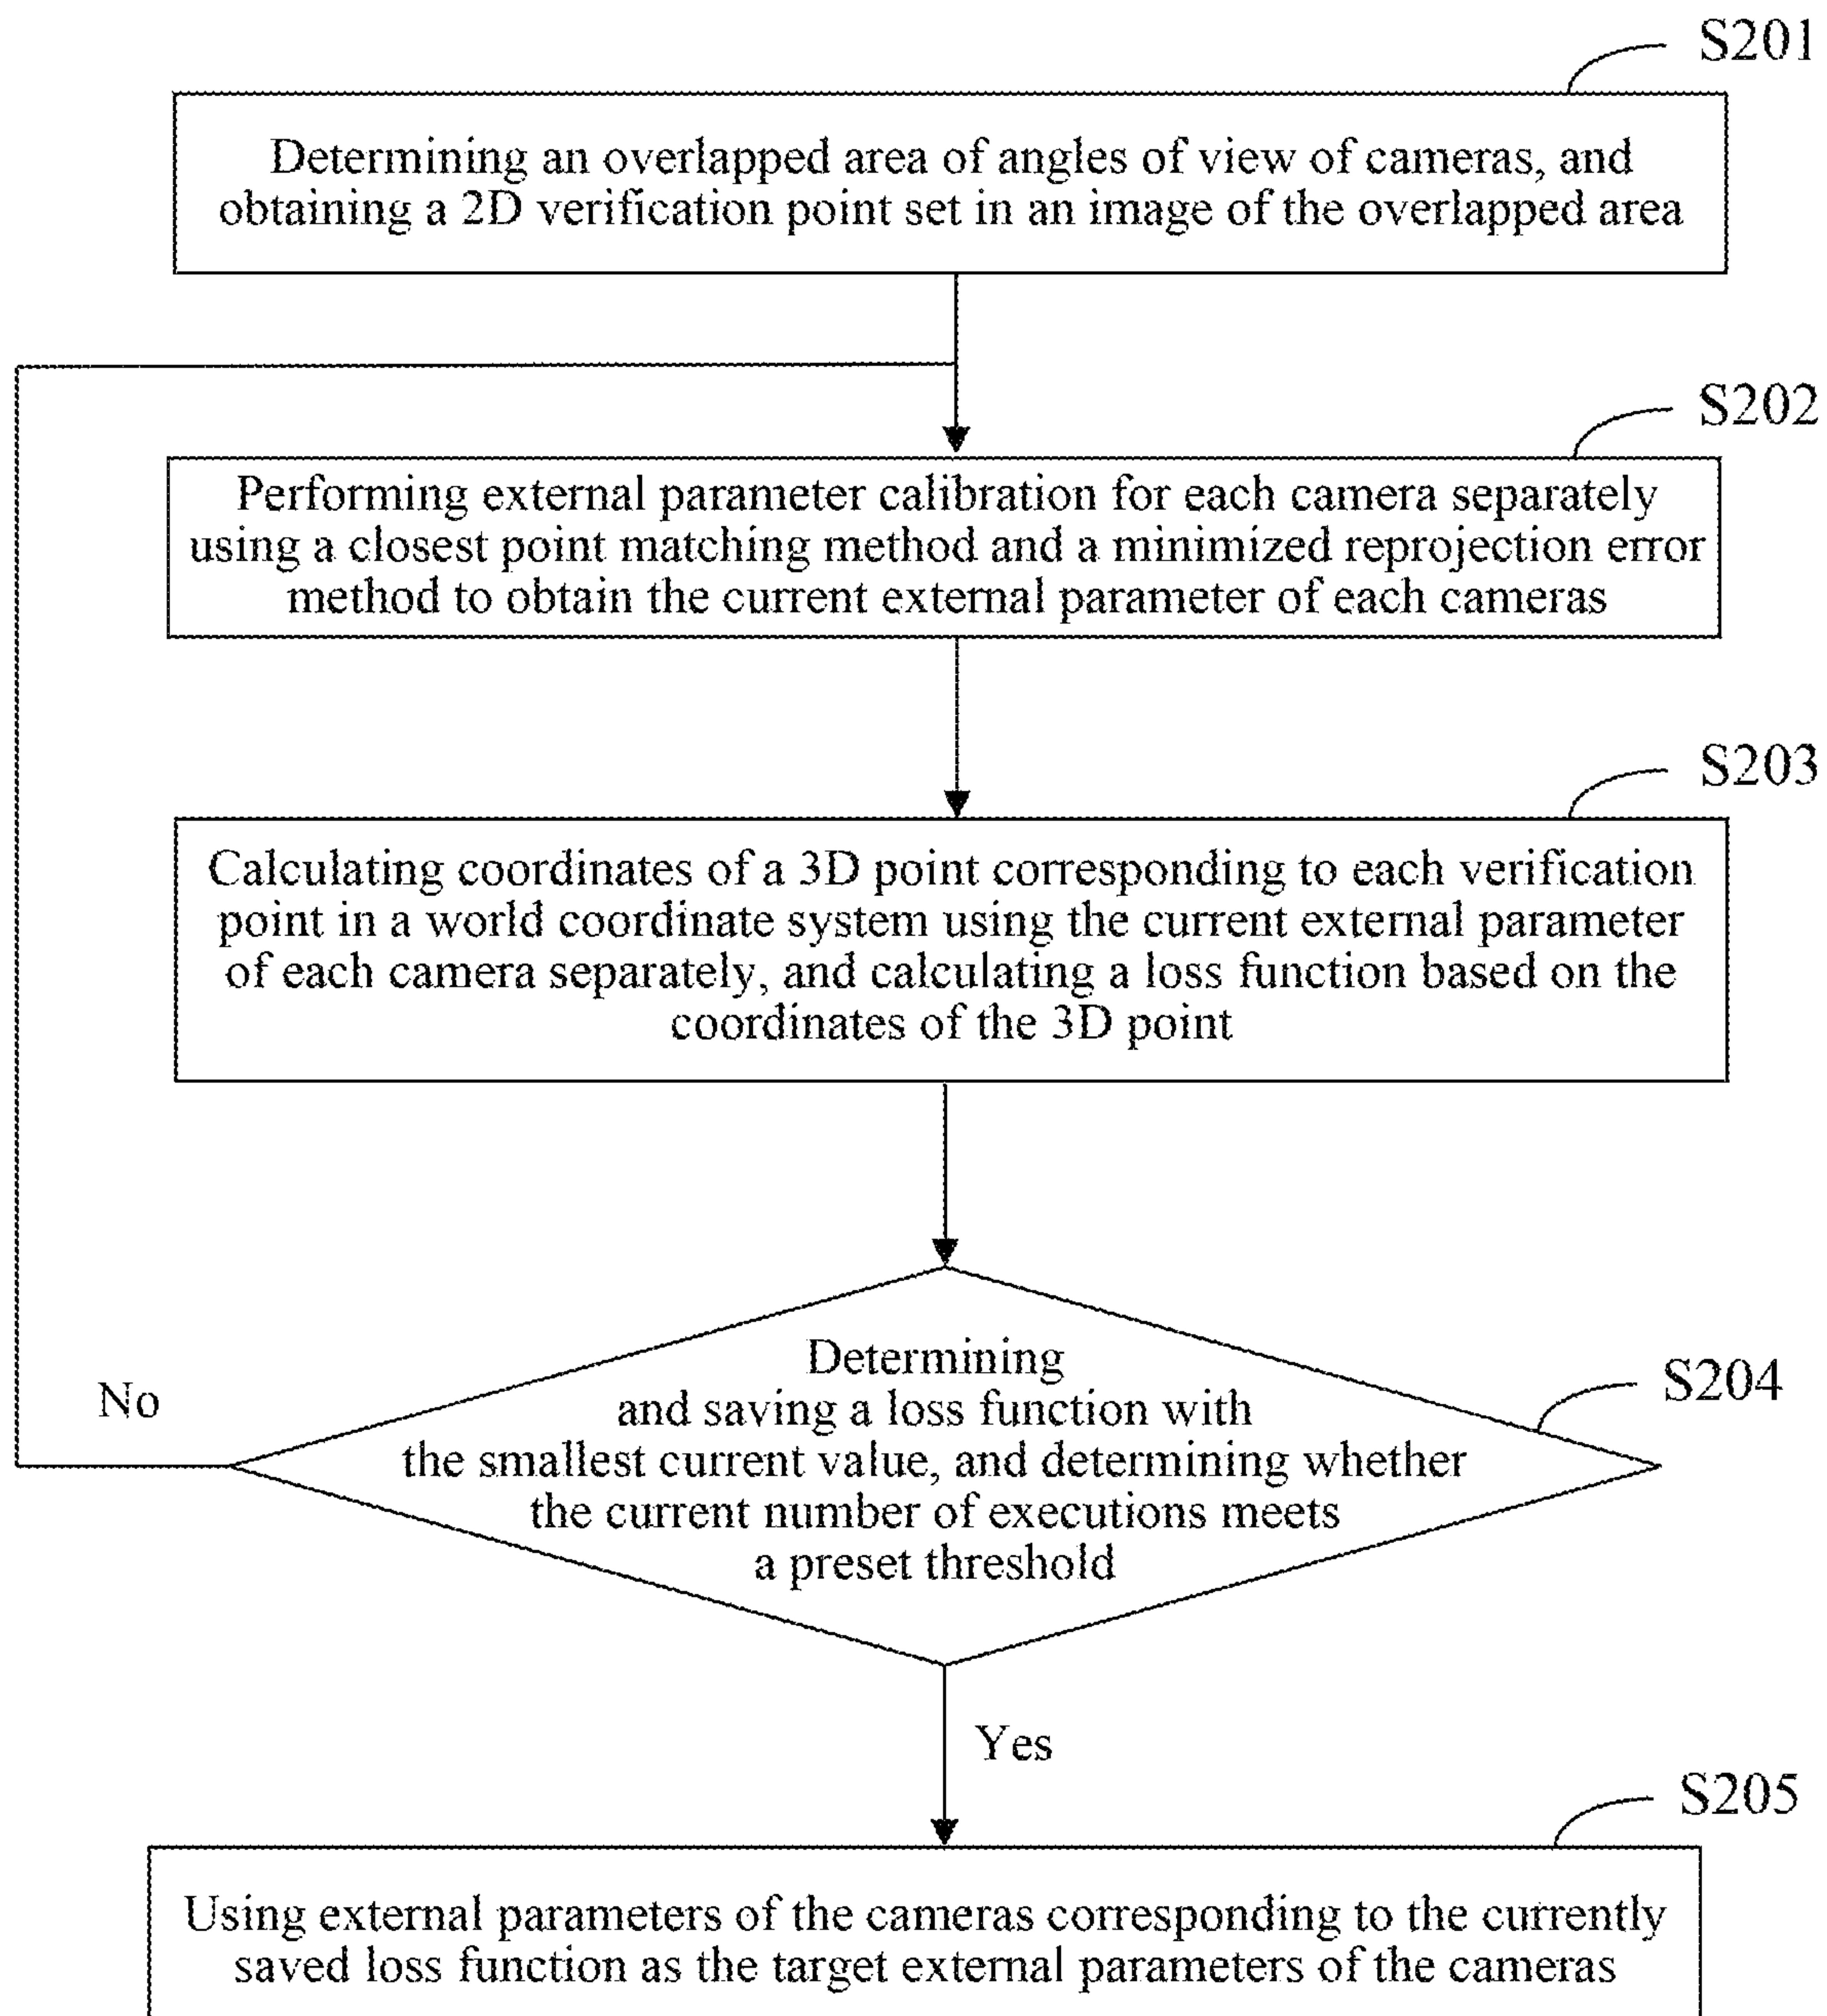 S201
Determining an overlapped area of angles of view of cameras, and
obtaining a 2D verification point set in an image of the overlapped area
S202
Performing external parameter calibration for each camera separately
using a closest point matching method and a minimized reprojection error
method to obtain the current external parameter of each cameras
S203
Calculating coordinates of a 3D point corresponding to each verification
point in a world coordinate system using the current external parameter
of each camera separately, and calculating a loss function based on the
coordinates of the 3D point
Determining
and saving a loss function with
the smallest current value, and determining whether
the current number of executions meets
a preset threshold
S204
No
Yes
S205
Using external parameters of the cameras corresponding to the currently
saved loss function as the target external parameters of the cameras